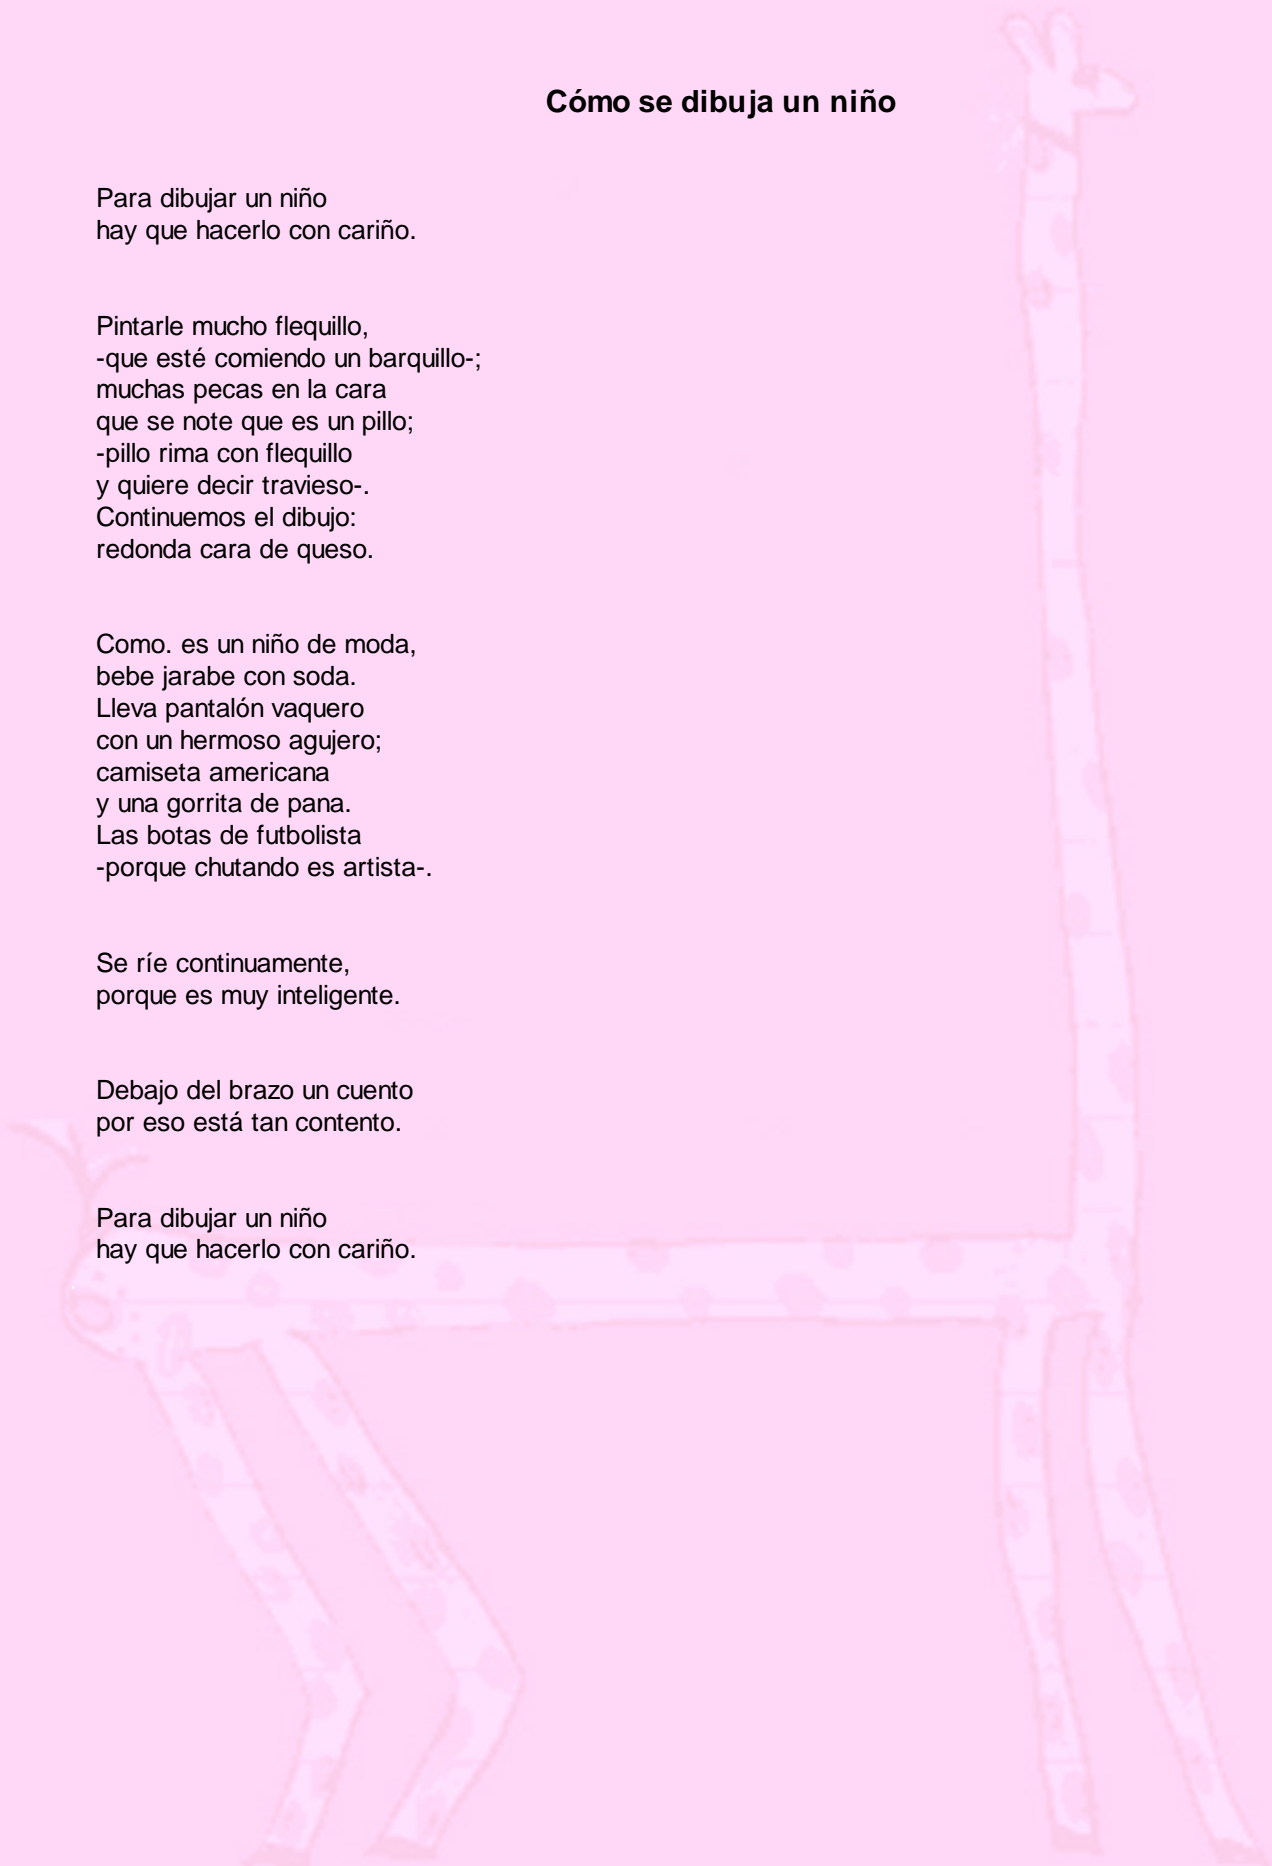 Cómo se dibuja un niño
Para dibujar un niño
hay que hacerlo con cariño.
Pintarle mucho flequillo,
-que esté comiendo un barquillo-;
muchas pecas en la cara
que se note que es un pillo;
-pillo rima con flequillo
y quiere decir travieso-.
Continuemos el dibujo:
redonda cara de queso.
Como. es un niño de moda,
bebe jarabe con soda.
Lleva pantalón vaquero
con un hermoso agujero;
camiseta americana
y una gorrita de pana.
Las botas de futbolista
-porque chutando es artista-.
Se ríe continuamente,
porque es muy inteligente.
Debajo del brazo un cuento
por eso está tan contento.
Para dibujar un niño
hay que hacerlo con cariño.